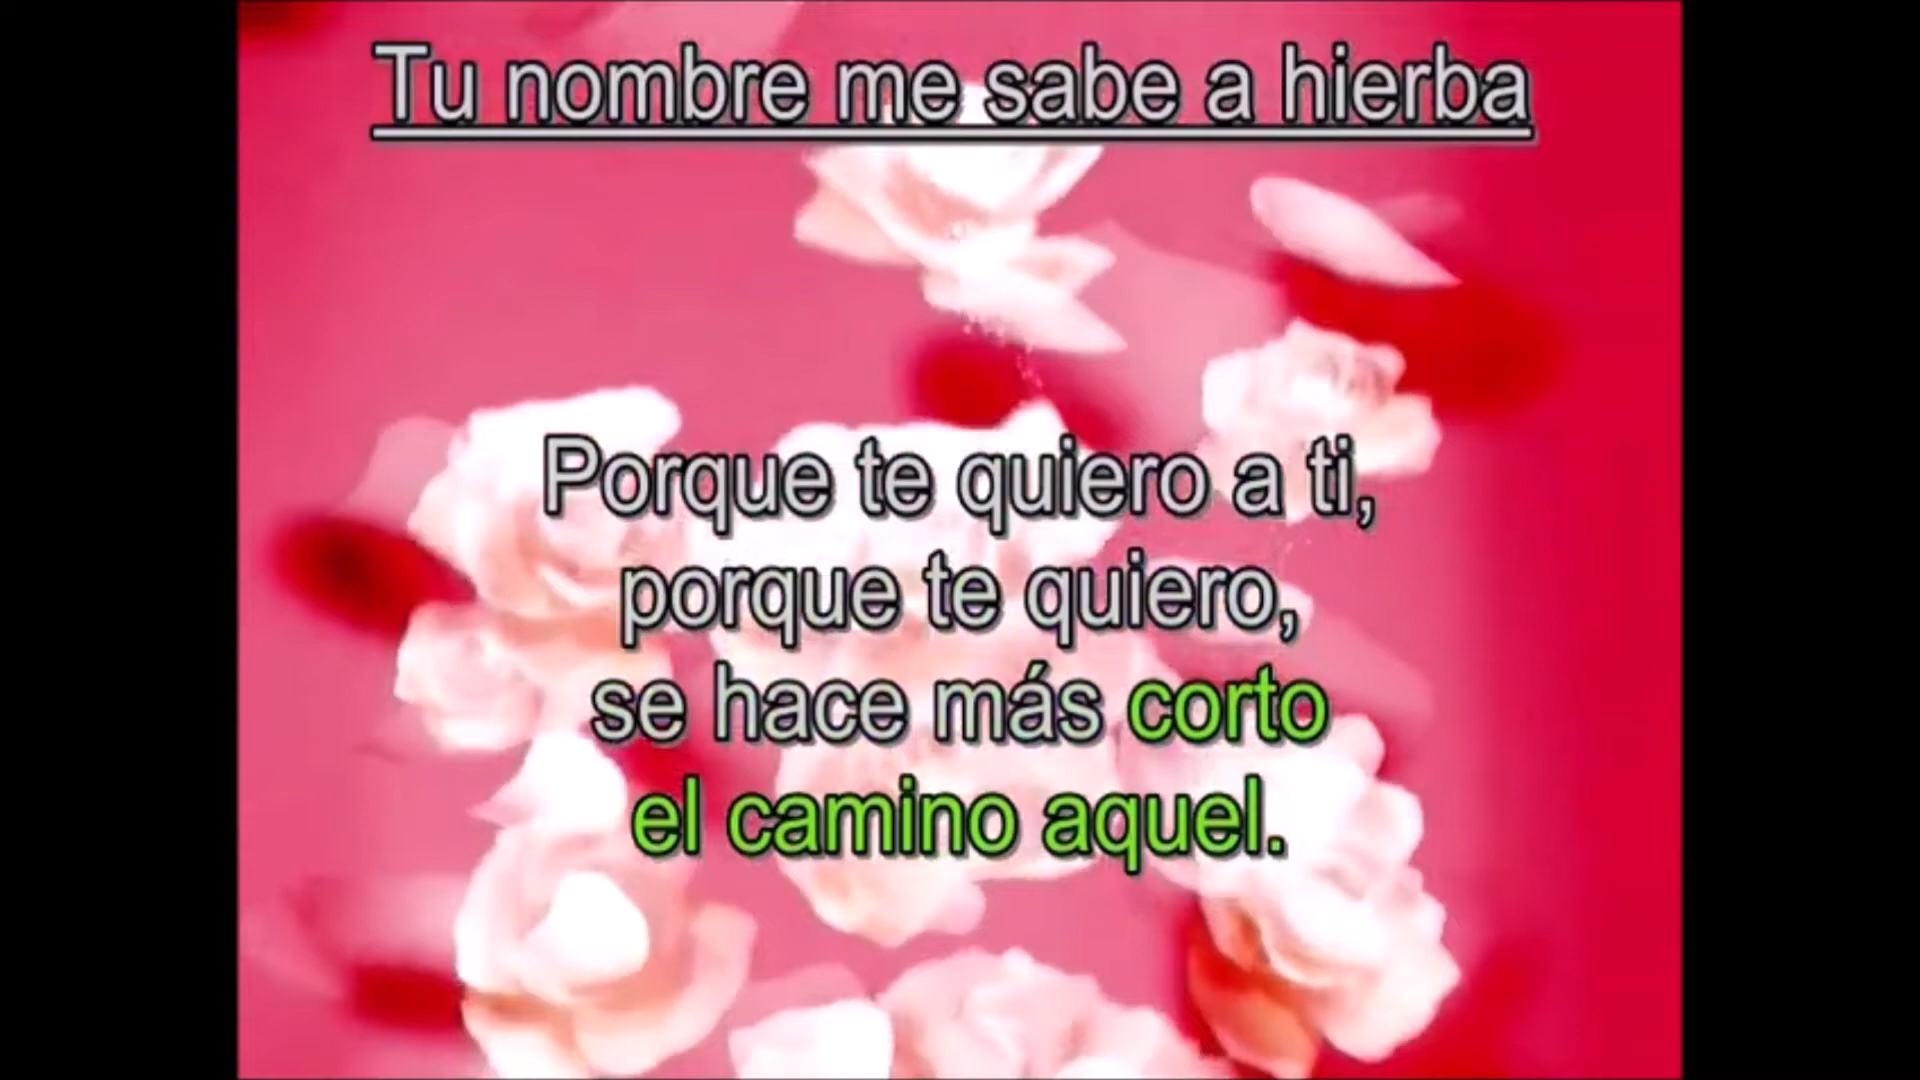 Tu nombre me sabe a hierba
Porque te quiero a ti,
porque te quiero,
se hace más corto
el camino aquel.